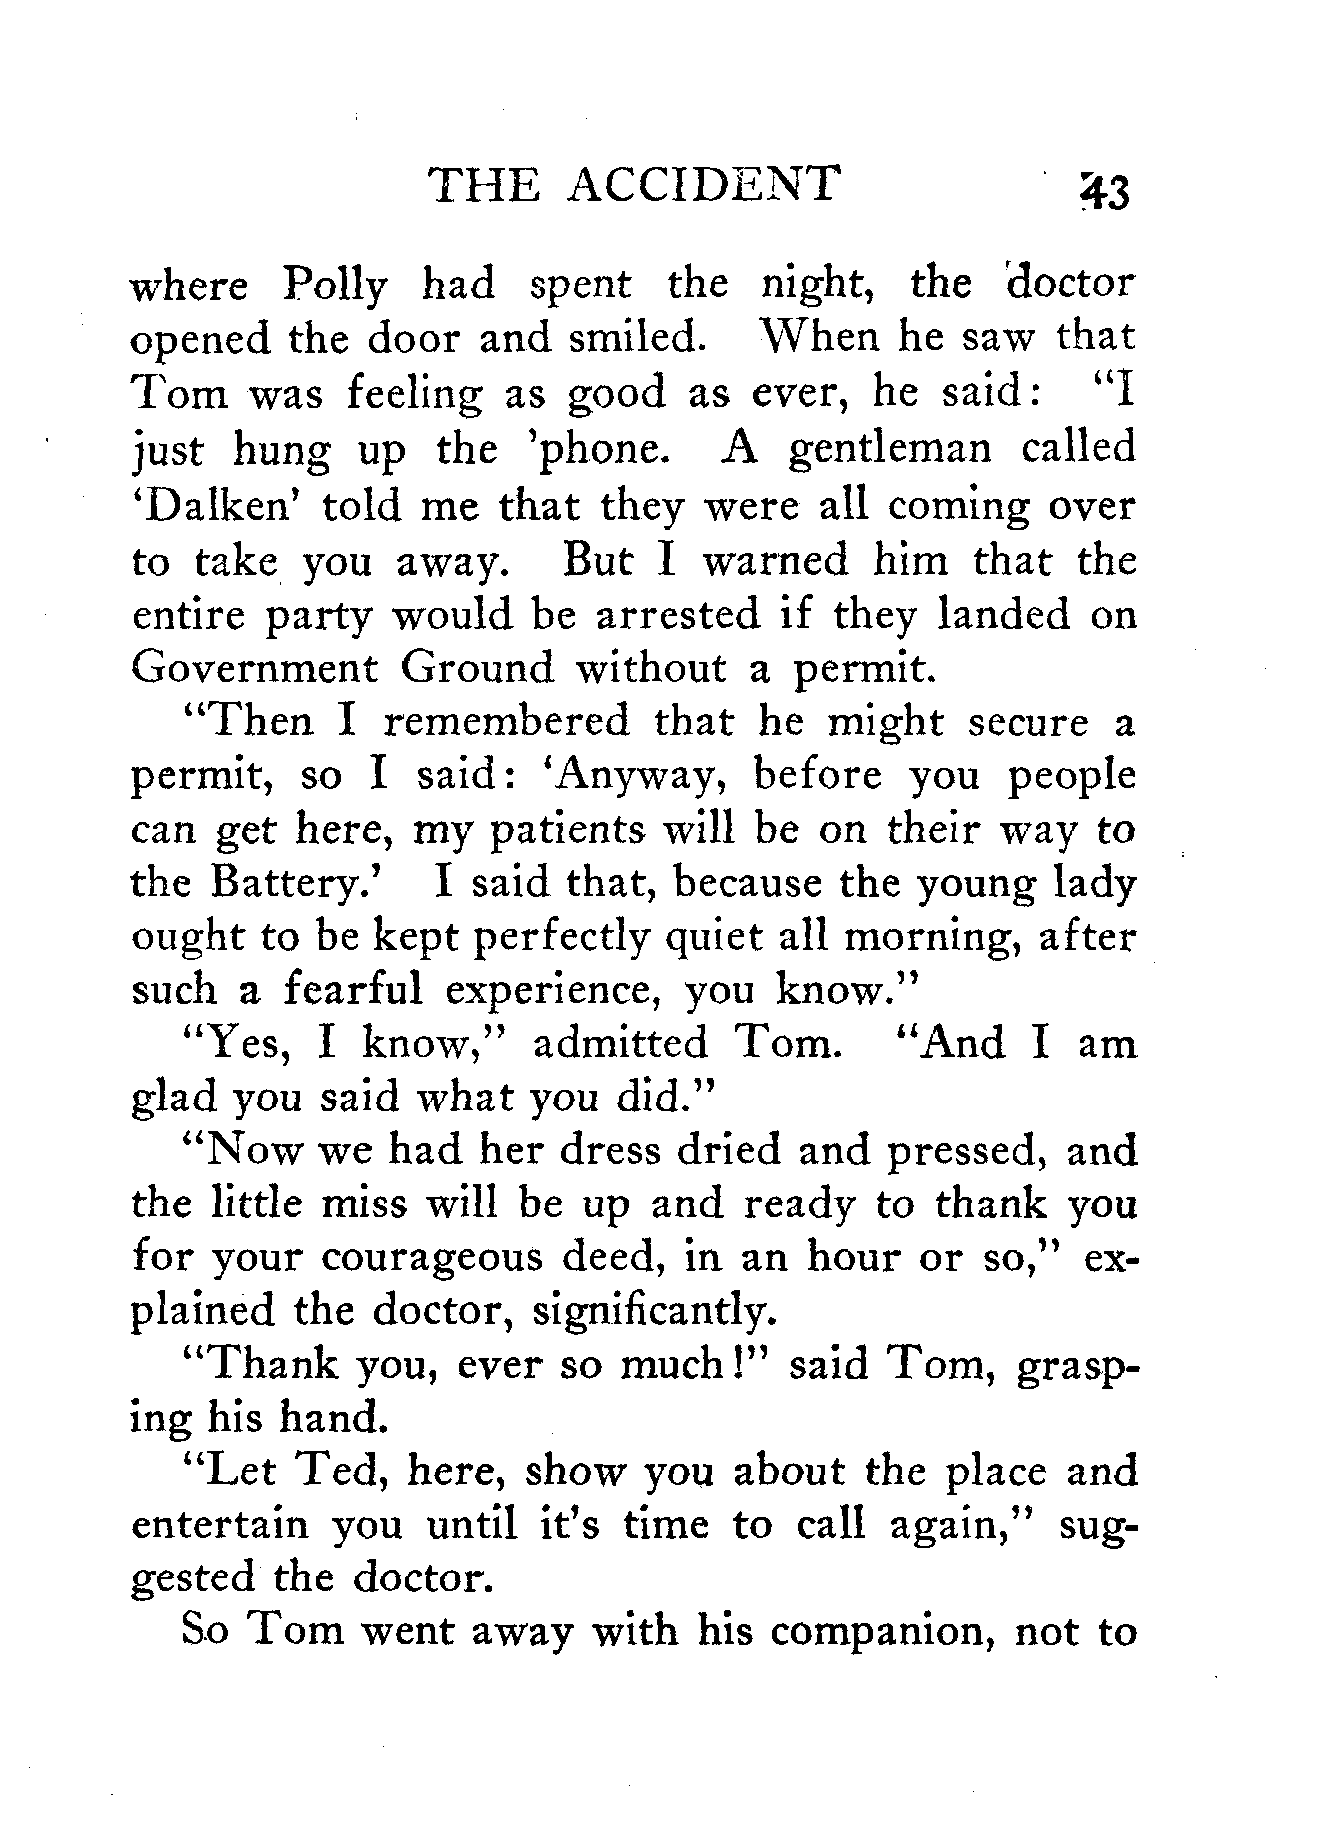 THE ACCIDENT 43
where Polly had spent the night, the doctor
opened the door and smiled. When he saw that
Tom was feeling as good as ever, he said: “I
just hung up the ’phone. A gentleman called
‘Dalken’ told me that they were all coming over
to take you away. But I warned him that the
entire party would be arrested if they landed on
Government Ground without a permit.
“Then I remembered that he might secure a
permit, so I said: ‘Anyway, before you people
can get here, my patients will be on their way to
the Battery.’ I said that, because the young lady
ought to be kept perfectly quiet all morning, after
such a fearful experience, you know.”
“Yes, I know,” admitted Tom. “And I am
glad you said what you did.”
“Now we had her dress dried and pressed, and
the little miss will be up and ready to thank you
for your courageous deed, in an hour or so,” ex-
plained the doctor, significantly.
“Thank you, ever so much!” said Tom, grasp-
ing his hand.
“Let Ted, here, show you about the place and
entertain you until it’s time to call again,” sug-
gested the doctor.
So Tom went away with his companion, not to